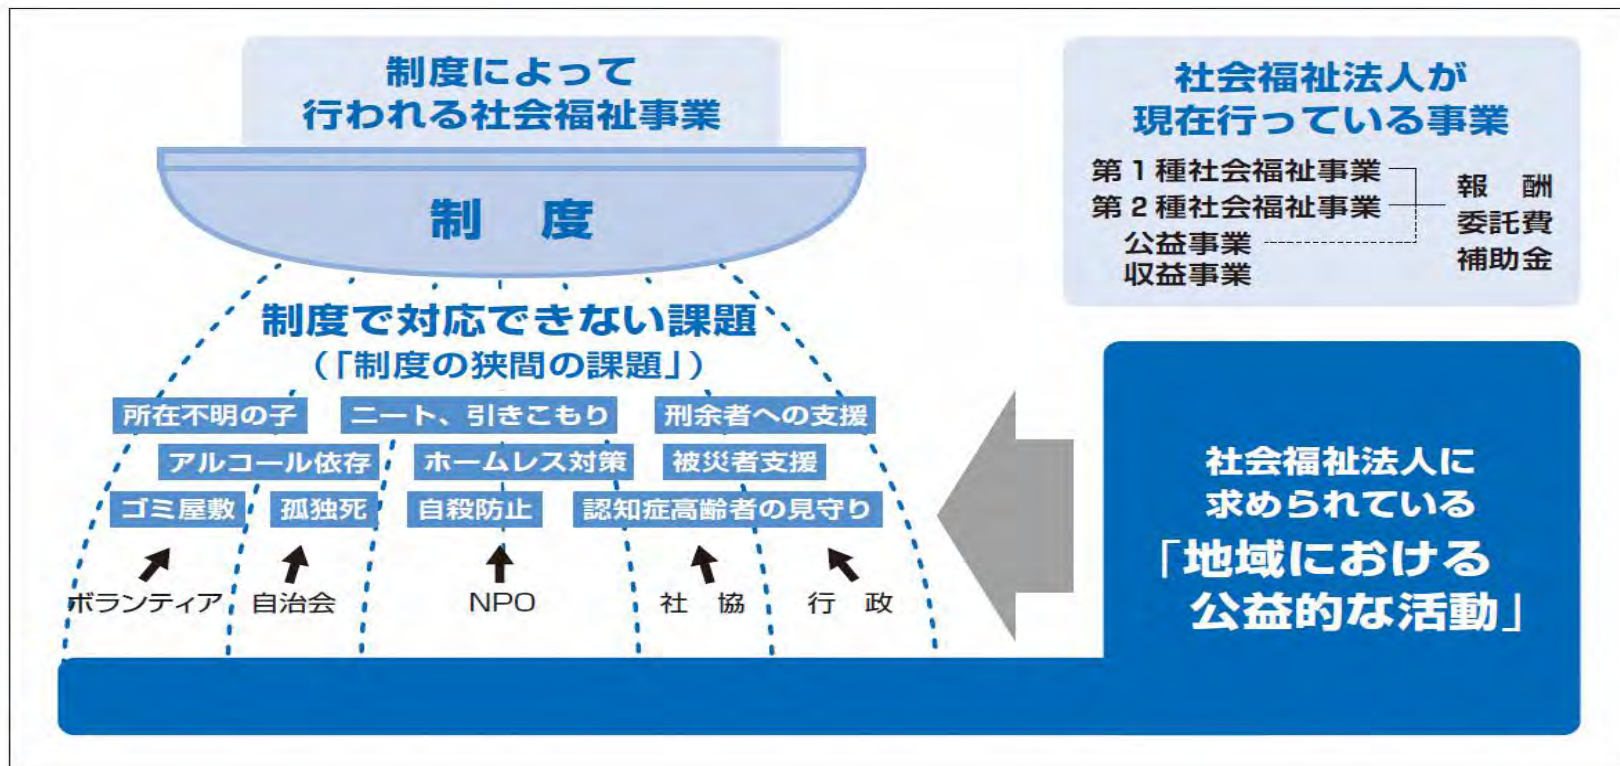 制度によって
行われる社会福祉事業
制　度
制度で対応できない課題
（「制度の狭間の課題」）
所在不明の子
ニート、引きこもり
刑余者への支援
アルコール依存
ホームレス対策
被災者支援
ゴミ屋敷
孤独死
自殺防止
認知症高齢者の見守り
ボランティア
自治会
NPO
社　協
行　政
社会福祉法人が
現在行っている事業
第1種社会福祉事業
第2種社会福祉事業
公益事業
収益事業
報　酬
委託費
補助金
社会福祉法人に
求められている
「地域における
公益的な活動」